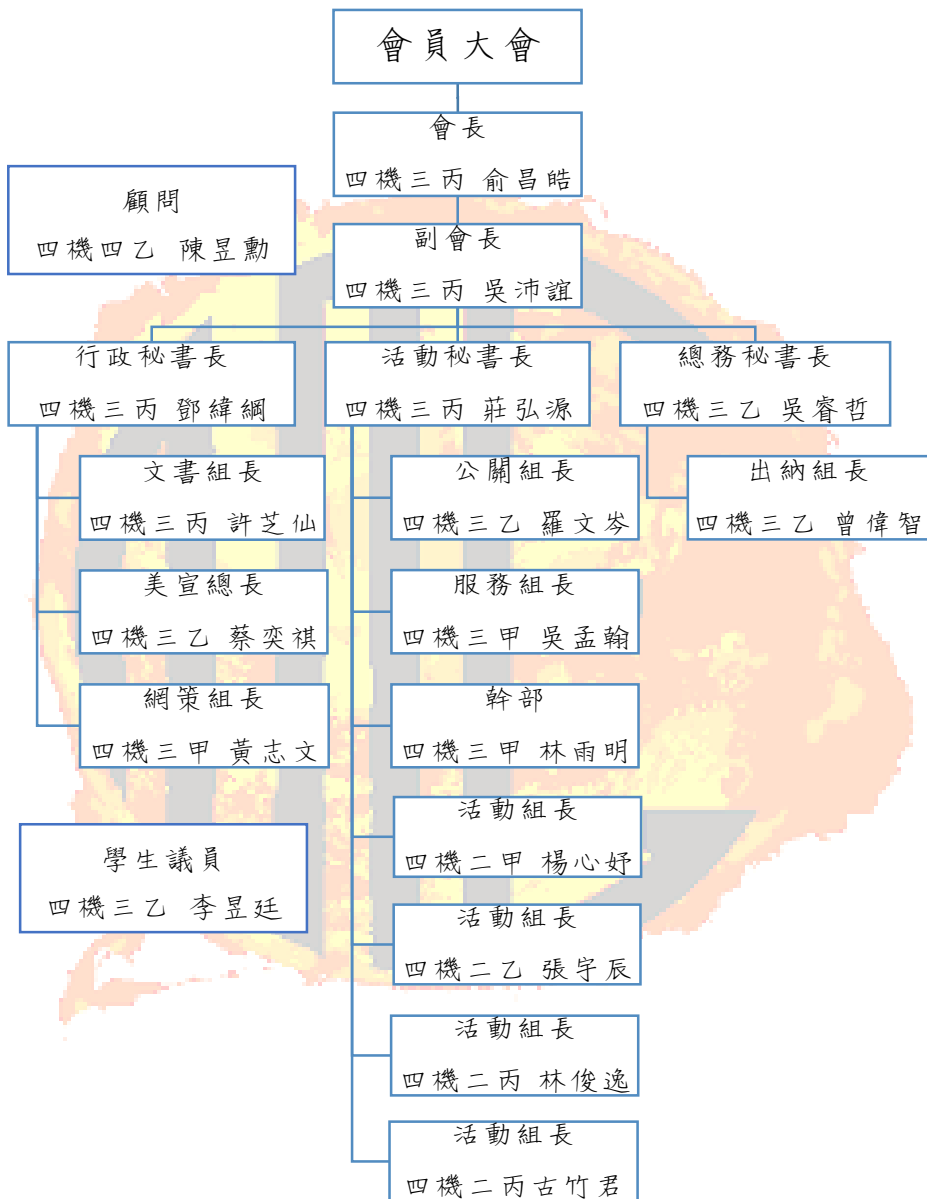 會員大會
會長
四機三丙 俞昌皓
顧問
四機四乙 陳昱勳
副會長
四機三丙 吳沛誼
行政秘書長
四機三丙 鄧緯綱
活動秘書長
四機三丙 莊弘源
總務秘書長
四機三乙 吳睿哲
文書組長
四機三丙 許芝仙
公關組長
四機三乙 羅文岑
出納組長
四機三乙 曾偉智
美宣總長
四機三乙 蔡奕祺
服務組長
四機三甲 吳孟翰
網策組長
四機三甲 黃志文
幹部
四機三甲 林雨明
活動組長
四機二甲 楊心妤
學生議員
四機三乙 李昱廷
活動組長
四機二乙 張宇辰
活動組長
四機二丙 林俊逸
活動組長
四機二丙古竹君